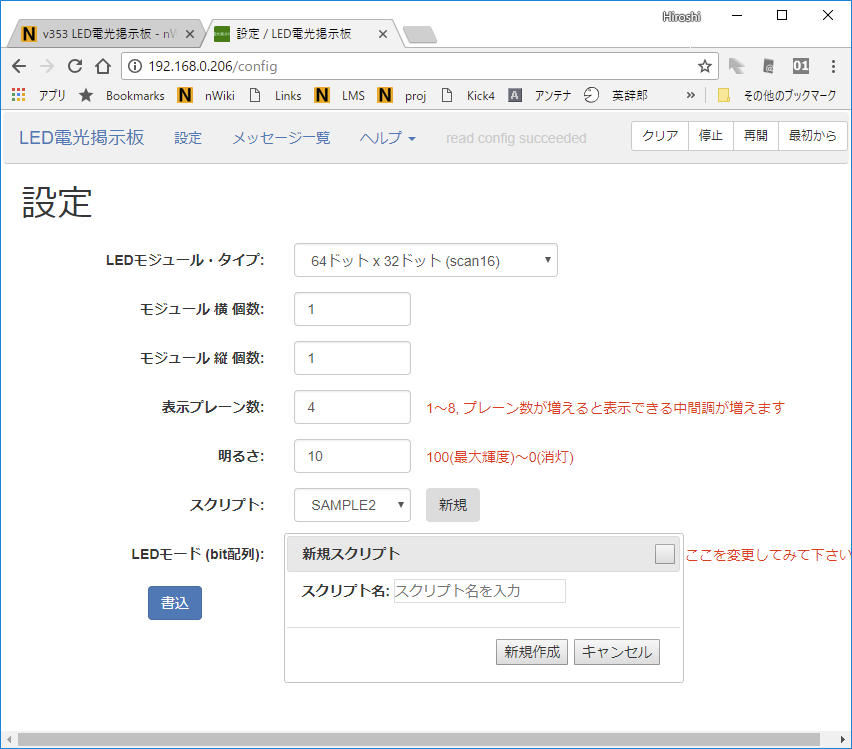 Hiroshi
v353 LED電光掲示板 - nW
設定 / LED電光掲示板
192.168.0.206/config
01
アプリ Bookmarks nWiki Links LMS proj Kick4 アンテナ 英辞郎 » その他のブックマーク
LED電光掲示板 設定 メッセージ一覧 ヘルプ read config succeeded クリア 停止 再開 最初から
設定
LEDモジュール・タイプ: 64ドット x 32ドット (scan16)
モジュール 横 個数: 1
モジュール 縦 個数: 1
表示プレーン数: 4 1～8, プレーン数が増えると表示できる中間調が増えます
明るさ: 10 100(最大輝度)～0(消灯)
スクリプト: SAMPLE2 新規
LEDモード (bit配列): ここを変更してみて下さい
新規スクリプト
スクリプト名: スクリプト名を入力
書込
新規作成 キャンセル